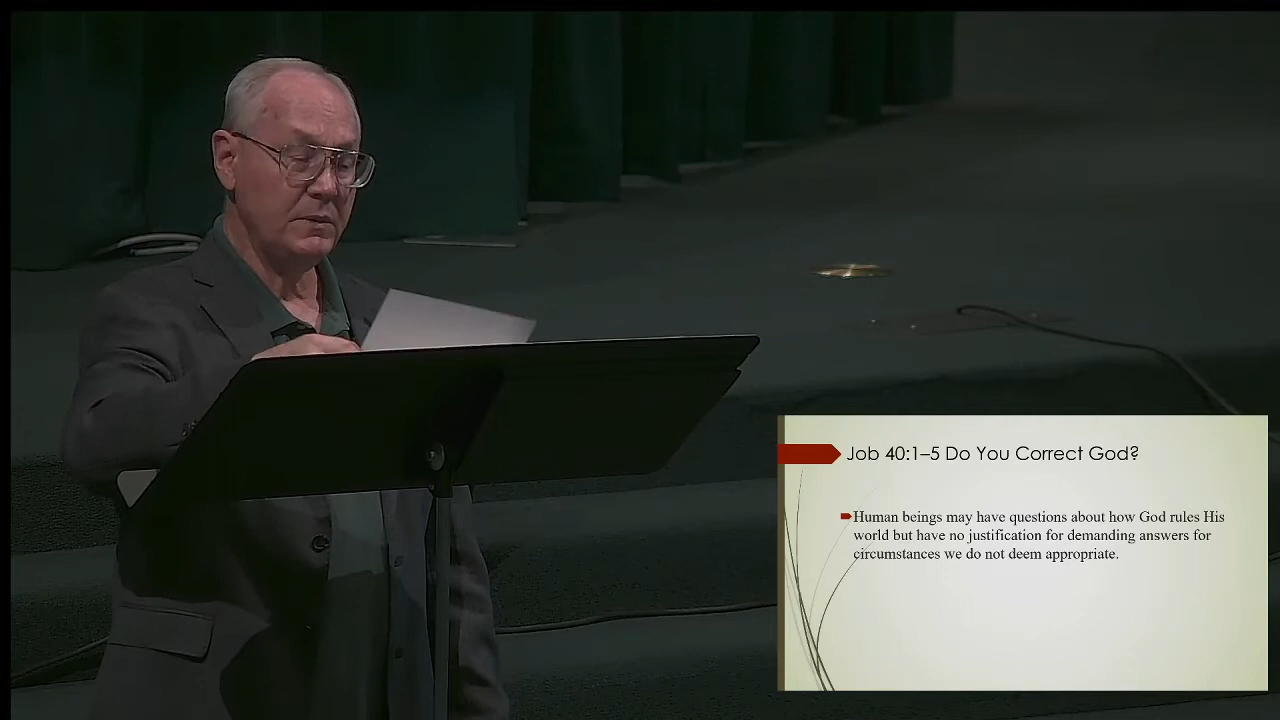 Job 40:1–5 Do You Correct God?
Human beings may have questions about how God rules His
world but have no justification for demanding answers for
circumstances we do not deem appropriate.